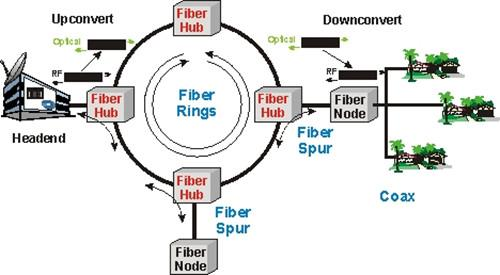 Upconvert
Optical
RF
Headend
Fiber
Hub
Fiber
Hub
Fiber
Rings
Fiber
Hub
Fiber
Hub
Downconvert
Optical
RF
Fiber
Node
Fiber
Spur
Fiber
Spur
Fiber
Node
Coax